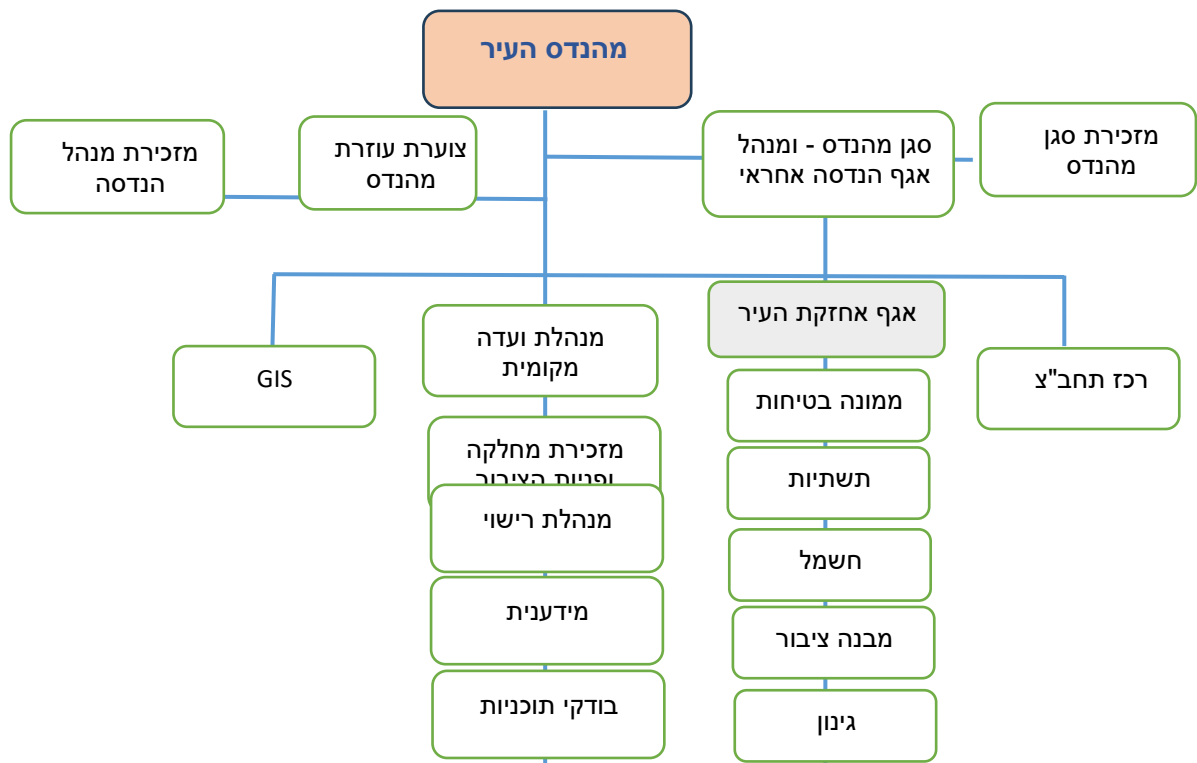 מהנדס העיר
מזכירת סגן
מהנדס
סגן מהנדס - ומנהל
אגף הנדסה אחראי
צוערת עוזרת
מהנדס
מזכירת מנהל
הנדסה
רכז תחב"צ
אגף אחזקת העיר
ממונה בטיחות
תשתיות
חשמל
מבנה ציבור
גינון
מנהלת ועדה
מקומית
מזכירת מחלקה
ופניות הציבור
מנהלת רישוי
מידענית
בודקי תוכניות
GIS